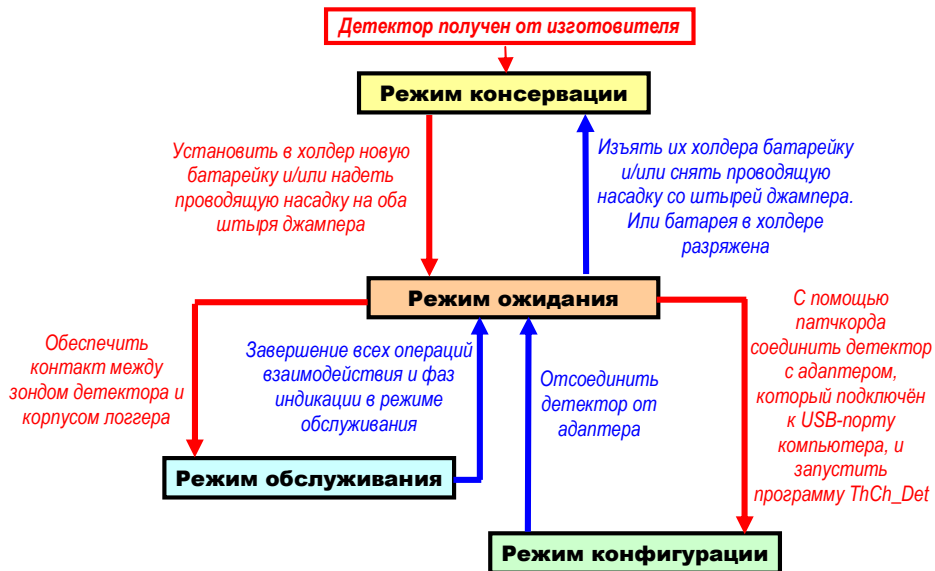 Детектор получен от изготовителя
Режим консервации
Установить в холдер новую
батарейку и/или надеть
проводящую насадку на оба
штыря джампера
Изъять их холдера батарейку
и/или снять проводящую
насадку со штырей джампера.
Или батарея в холдере
разряжена
Режим ожидания
Обеспечить
контакт между
зондом детектора и
корпусом логгера
Завершение всех операций
взаимодействия и фаз
индикации в режиме
обслуживания
Отсоединить
детектор от
адаптера
С помощью
патчкорда
соединить детектор
с адаптером,
который подключён
к USB-порту
компьютера, и
запустить
программу ThCh_Det
Режим обслуживания
Режим конфигурации